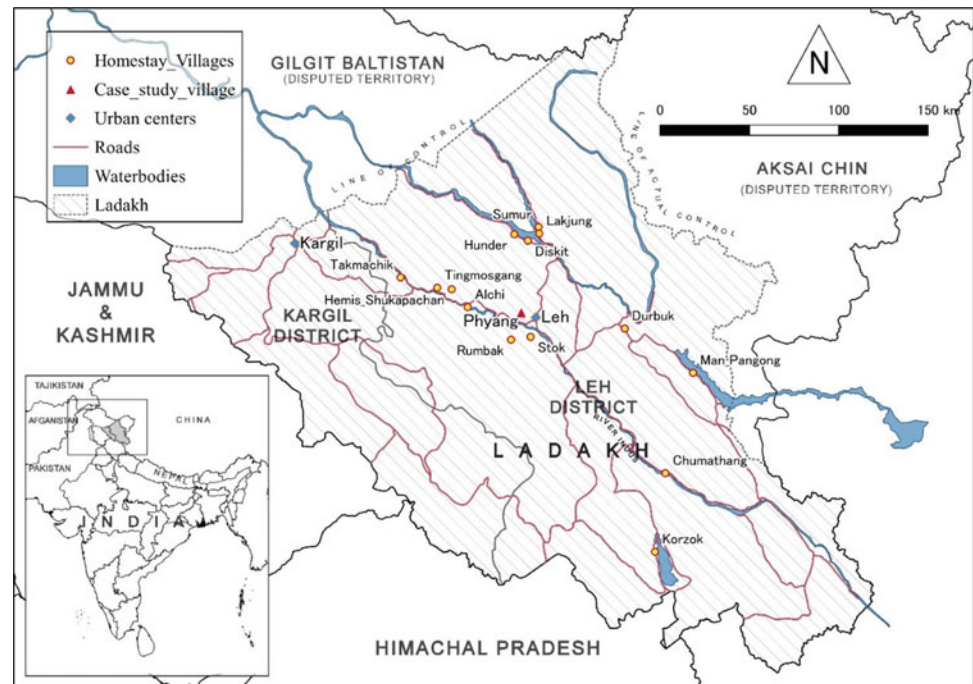 Homestay_Villages
Case_study_village
Urban centers
Roads
Waterbodies
Ladakh
GILGIT BALTISTAN
(DISPUTED TERRITORY)
N
0 50 100 150 km
LINE OF CONTROL
LINE OF ACTUAL CONTROL
AKSAI CHIN
(DISPUTED TERRITORY)
Sumur
Lakjung
Hunder
Diskit
Kargil
Takmachik
Tingmosgang
Hemis_Shukapachan
Alchi
JAMMU
&
KASHMIR
KARGIL
DISTRICT
Phyang
Leh
Durbuk
Rumbak
Stok
Man_Pangong
LEH
DISTRICT
RIVER INDUS
LADAKH
Chumathang
Korzok
HIMACHAL PRADESH
TAJIKISTAN
AFGANISTAN
CHINA
PAKISTAN
NEPAL
INDIA